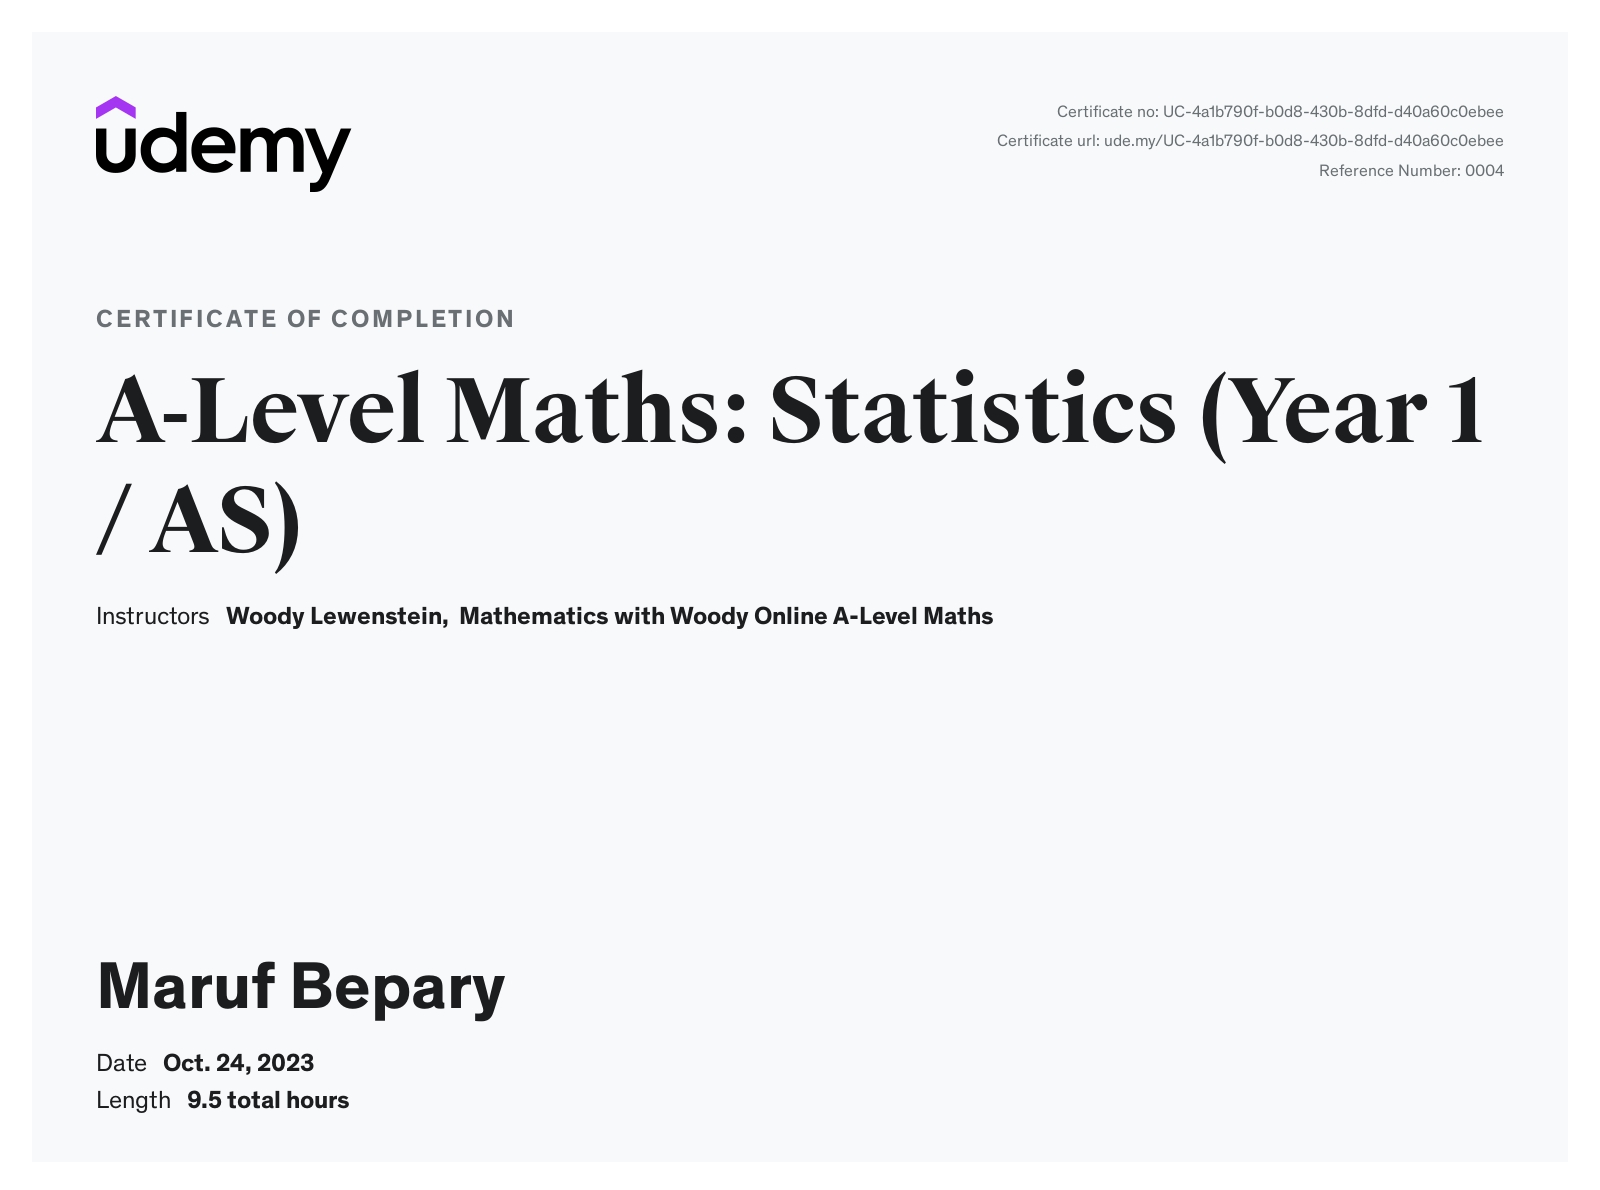 udemy
Certificate no: UC-4a1b790f-b0d8-430b-8dfd-d40a60c0ebee
Certificate url: ude.my/UC-4a1b790f-b0d8-430b-8dfd-d40a60c0ebee
Reference Number: 0004
CERTIFICATE OF COMPLETION
A-Level Maths: Statistics (Year 1
/ AS)
Instructors Woody Lewenstein, Mathematics with Woody Online A-Level Maths
Maruf Bepary
Date Oct. 24, 2023
Length 9.5 total hours